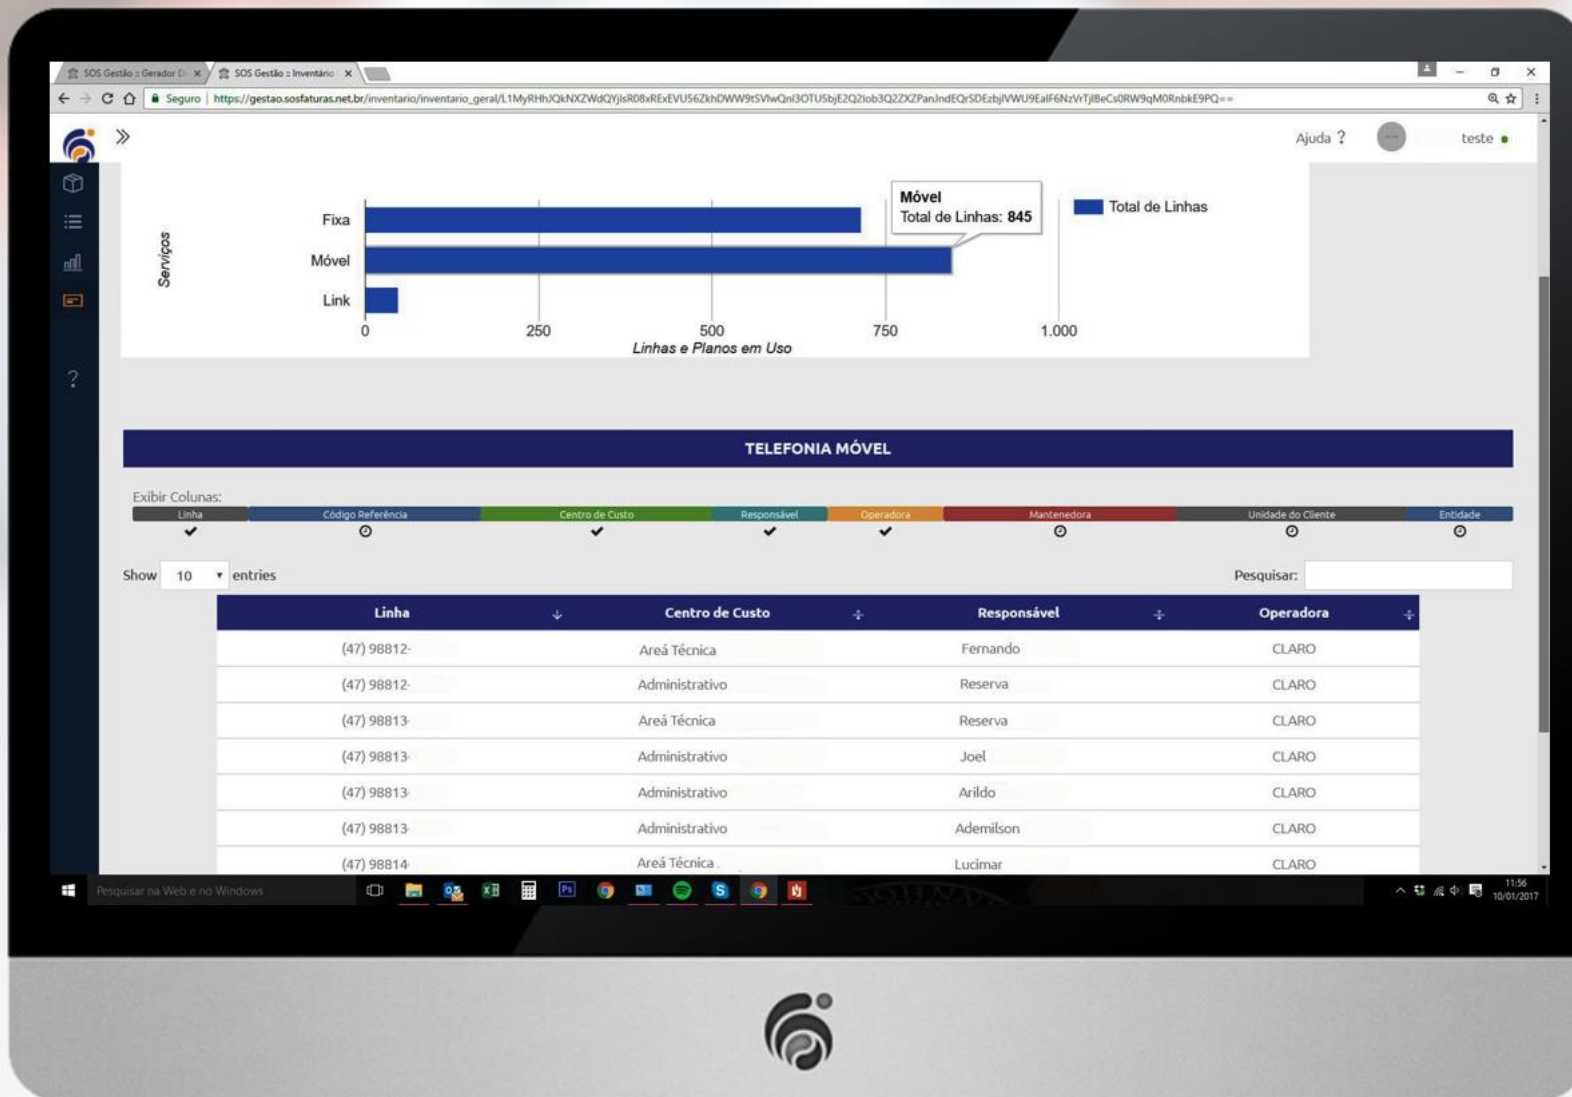 SOS Gestão :: Gerador D
SOS Gestão :: Inventário
Seguro
Ajuda ?
teste
Móvel
Total de Linhas: 845
Total de Linhas
Serviços
Fixa
Móvel
Link
0 250 500 750 1.000
Linhas e Planos em Uso
?
TELEFONIA MÓVEL
Exibir Colunas:
Linha Código Referência Centro de Custo Responsável Operadora Mantenedora Unidade do Cliente Entidade
Show 10 entries
Pesquisar:
Linha Centro de Custo Responsável Operadora
(47) 98812- Areá Técnica Fernando CLARO
(47) 98812- Administrativo Reserva CLARO
(47) 98813- Areá Técnica Reserva CLARO
(47) 98813- Administrativo Joel CLARO
(47) 98813- Administrativo Arildo CLARO
(47) 98813- Administrativo Ademilson CLARO
(47) 98814- Areá Técnica Lucimar CLARO
Pesquisar na Web e no Windows
Ps
S
11:56
10/01/2017